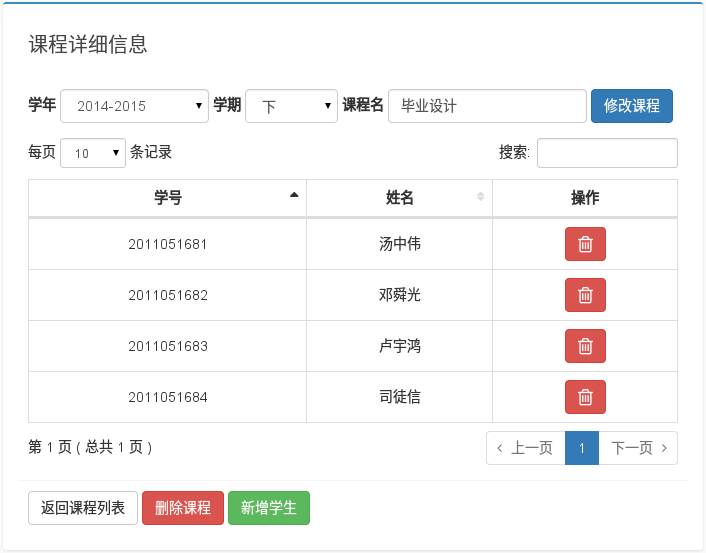 课程详细信息
学年 2014-2015 学期 下 课程名 毕业设计 修改课程
每页 10 条记录 搜索:
学号 姓名 操作
2011051681 汤中伟
2011051682 邓舜光
2011051683 卢宇鸿
2011051684 司徒信
第 1 页 ( 总共 1 页 ) 上一页 1 下一页
返回课程列表 删除课程 新增学生